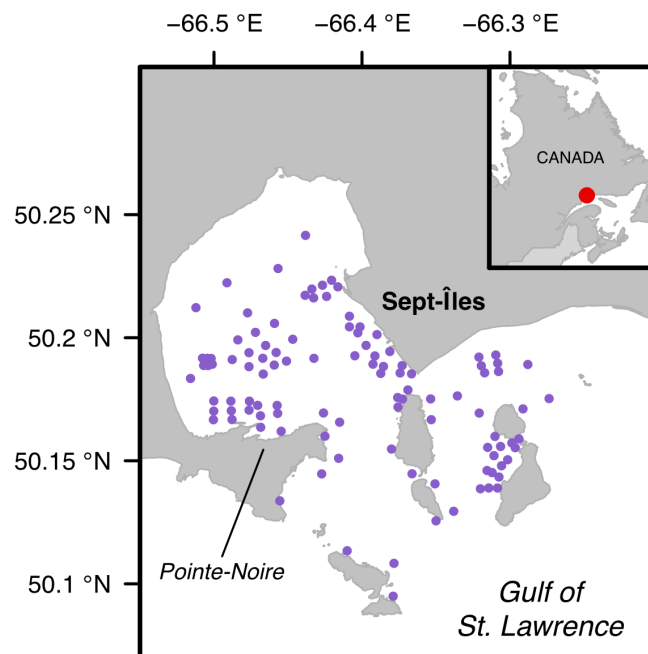 −66.5 °E −66.4 °E −66.3 °E
CANADA
50.25 °N
Sept-Îles
50.2 °N
50.15 °N
Pointe-Noire
50.1 °N
Gulf of
St. Lawrence